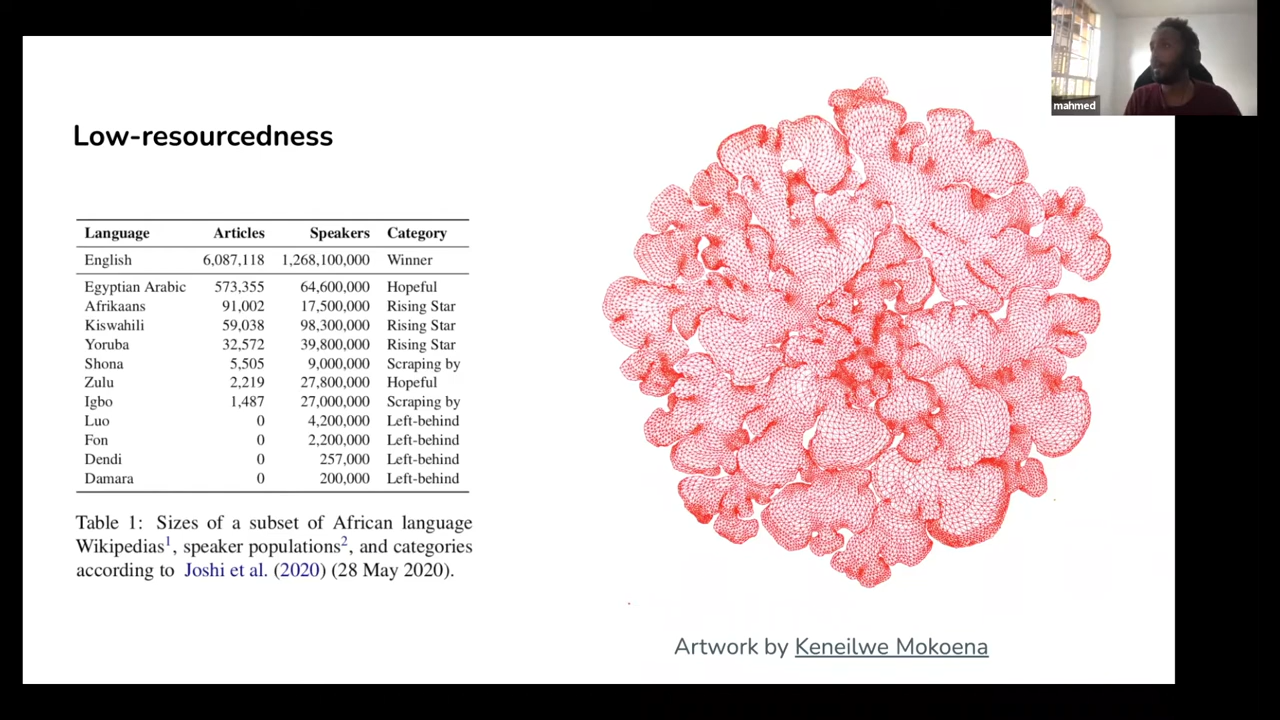 mahmed
Low-resourcedness
Language Articles Speakers Category
English 6,087,118 1,268,100,000 Winner
Egyptian Arabic 573,355 64,600,000 Hopeful
Afrikaans 91,002 17,500,000 Rising Star
Kiswahili 59,038 98,300,000 Rising Star
Yoruba 32,572 39,800,000 Rising Star
Shona 5,505 9,000,000 Scraping by
Zulu 2,219 27,800,000 Hopeful
Igbo 1,487 27,000,000 Scraping by
Luo 0 4,200,000 Left-behind
Fon 0 2,200,000 Left-behind
Dendi 0 257,000 Left-behind
Damara 0 200,000 Left-behind
Table 1: Sizes of a subset of African language
Wikipedias1, speaker populations2, and categories
according to Joshi et al. (2020) (28 May 2020).
Artwork by Keneilwe Mokoena